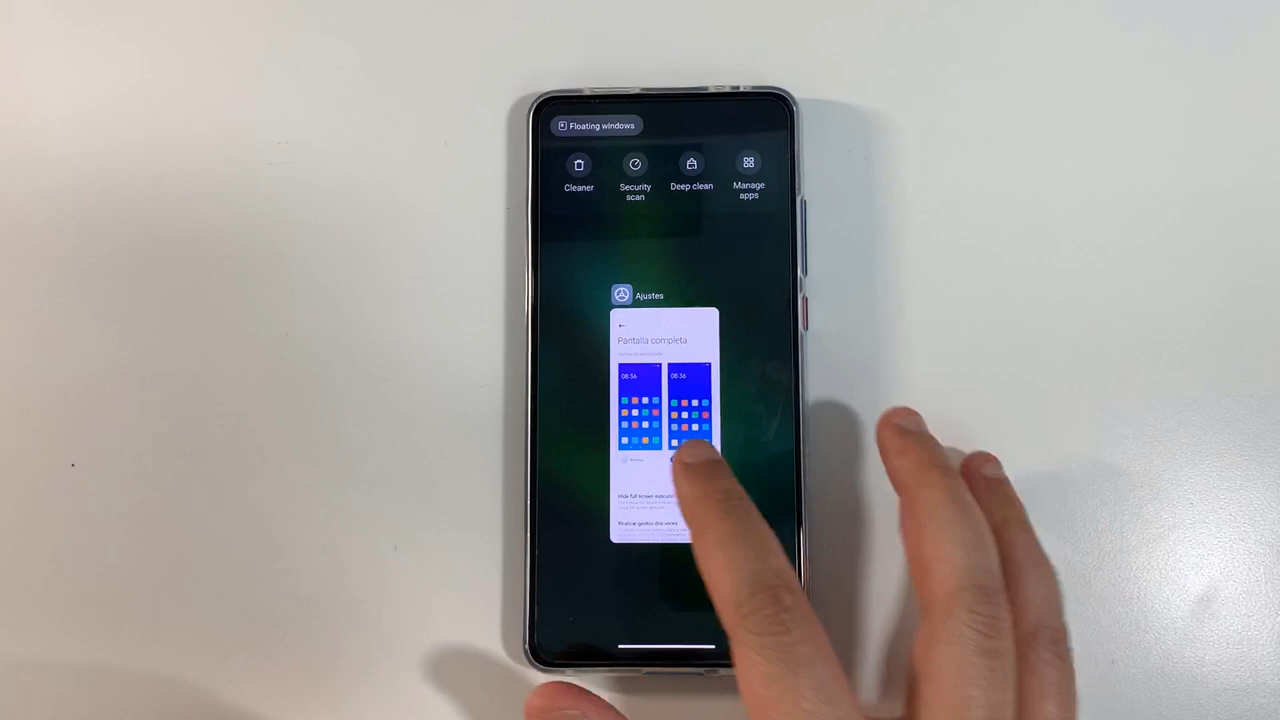 Floating windows
Cleaner
Security
scan
Deep clean
Manage
apps
Ajustes
Pantalla completa
08:36
08:36
Hide full screen indicator
Realizar gestos dos veces